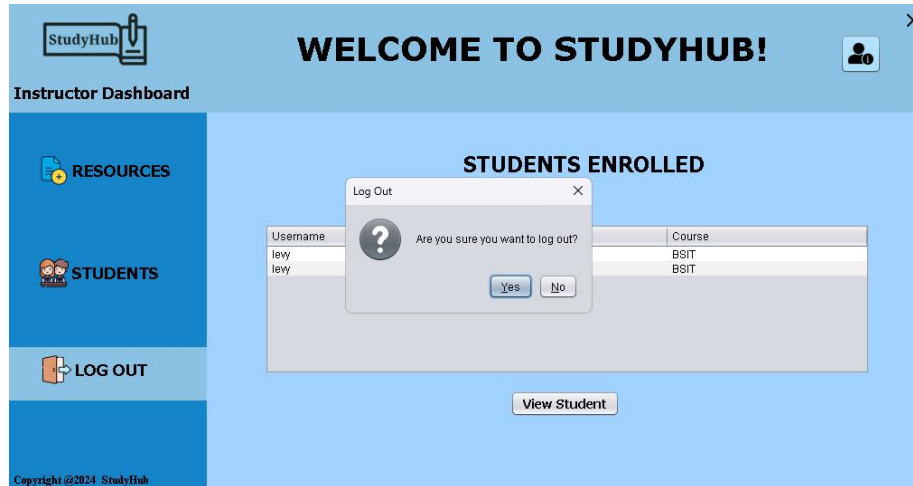 StudyHub
WELCOME TO STUDYHUB!
Instructor Dashboard
RESOURCES
STUDENTS
LOG OUT
Copyright @2024 StudyHub
STUDENTS ENROLLED
Username Course
levy BSIT
levy BSIT
Log Out
Are you sure you want to log out?
Yes No
View Student